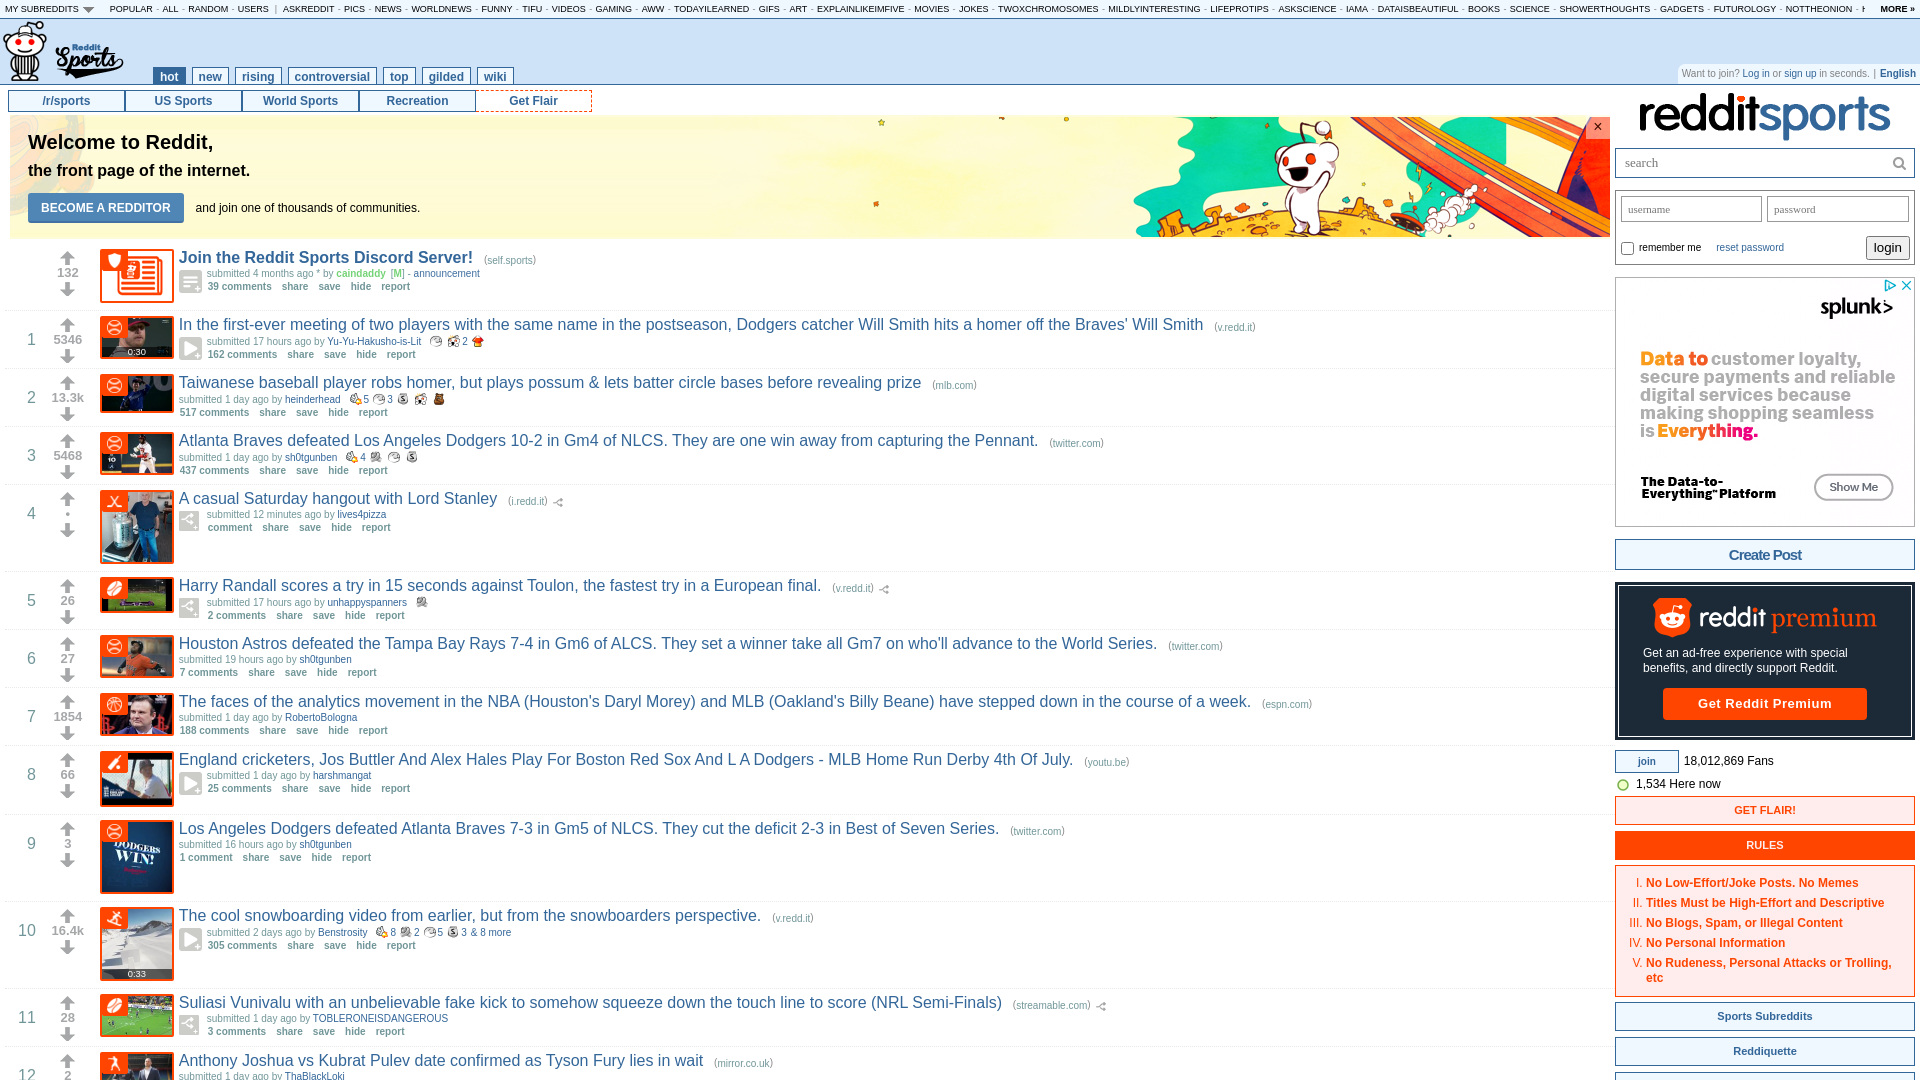 MY SUBREDDITS POPULAR - ALL - RANDOM - USERS | ASKREDDIT - PICS - NEWS - WORLDNEWS - FUNNY - TIFU - VIDEOS - GAMING - AWW - TODAYILEARNED - GIFS - ART - EXPLAINLIKEIMFIVE - MOVIES - JOKES - TWOXCHROMOSOMES - MILDLYINTERESTING - LIFEPROTIPS - ASKSCIENCE - IAMA - DATAISBEAUTIFUL - BOOKS - SCIENCE - SHOWERTHOUGHTS - GADGETS - FUTUROLOGY - NOTTHEONION - MORE »
Reddit
Sports
hot new rising controversial top gilded wiki
Want to join? Log in or sign up in seconds. | English
/r/sports US Sports World Sports Recreation Get Flair
Welcome to Reddit,
the front page of the internet.
BECOME A REDDITOR and join one of thousands of communities.
×
132
Join the Reddit Sports Discord Server! (self.sports)
submitted 4 months ago * by caindaddy [M] - announcement
39 comments share save hide report
1
5346
0:30
In the first-ever meeting of two players with the same name in the postseason, Dodgers catcher Will Smith hits a homer off the Braves' Will Smith (v.redd.it)
submitted 17 hours ago by Yu-Yu-Hakusho-is-Lit 2
162 comments share save hide report
2
13.3k
Taiwanese baseball player robs homer, but plays possum & lets batter circle bases before revealing prize (mlb.com)
submitted 1 day ago by heinderhead 5 3
517 comments share save hide report
3
5468
Atlanta Braves defeated Los Angeles Dodgers 10-2 in Gm4 of NLCS. They are one win away from capturing the Pennant. (twitter.com)
submitted 1 day ago by sh0tgunben 4
437 comments share save hide report
4
•
A casual Saturday hangout with Lord Stanley (i.redd.it)
submitted 12 minutes ago by lives4pizza
comment share save hide report
5
26
Harry Randall scores a try in 15 seconds against Toulon, the fastest try in a European final. (v.redd.it)
submitted 17 hours ago by unhappyspanners
2 comments share save hide report
6
27
Houston Astros defeated the Tampa Bay Rays 7-4 in Gm6 of ALCS. They set a winner take all Gm7 on who'll advance to the World Series. (twitter.com)
submitted 19 hours ago by sh0tgunben
7 comments share save hide report
7
1854
The faces of the analytics movement in the NBA (Houston's Daryl Morey) and MLB (Oakland's Billy Beane) have stepped down in the course of a week. (espn.com)
submitted 1 day ago by RobertoBologna
188 comments share save hide report
8
66
England cricketers, Jos Buttler And Alex Hales Play For Boston Red Sox And L A Dodgers - MLB Home Run Derby 4th Of July. (youtu.be)
submitted 1 day ago by harshmangat
25 comments share save hide report
9
3
DODGERS
WIN!
Los Angeles Dodgers defeated Atlanta Braves 7-3 in Gm5 of NLCS. They cut the deficit 2-3 in Best of Seven Series. (twitter.com)
submitted 16 hours ago by sh0tgunben
1 comment share save hide report
10
16.4k
0:33
The cool snowboarding video from earlier, but from the snowboarders perspective. (v.redd.it)
submitted 2 days ago by Benstrosity 8 2 5 3 & 8 more
305 comments share save hide report
11
28
Suliasi Vunivalu with an unbelievable fake kick to somehow squeeze down the touch line to score (NRL Semi-Finals) (streamable.com)
submitted 1 day ago by TOBLERONEISDANGEROUS
3 comments share save hide report
12
2
Anthony Joshua vs Kubrat Pulev date confirmed as Tyson Fury lies in wait (mirror.co.uk)
submitted 1 day ago by ThaBlackLoki
redditsports
search
username password
remember me reset password login
splunk>
Data to customer loyalty,
secure payments and reliable
digital services because
making shopping seamless
is Everything.
The Data-to-
Everything™ Platform
Show Me
Create Post
reddit premium
Get an ad-free experience with special
benefits, and directly support Reddit.
Get Reddit Premium
join 18,012,869 Fans
1,534 Here now
GET FLAIR!
RULES
I. No Low-Effort/Joke Posts. No Memes
II. Titles Must be High-Effort and Descriptive
III. No Blogs, Spam, or Illegal Content
IV. No Personal Information
V. No Rudeness, Personal Attacks or Trolling,
etc
Sports Subreddits
Reddiquette